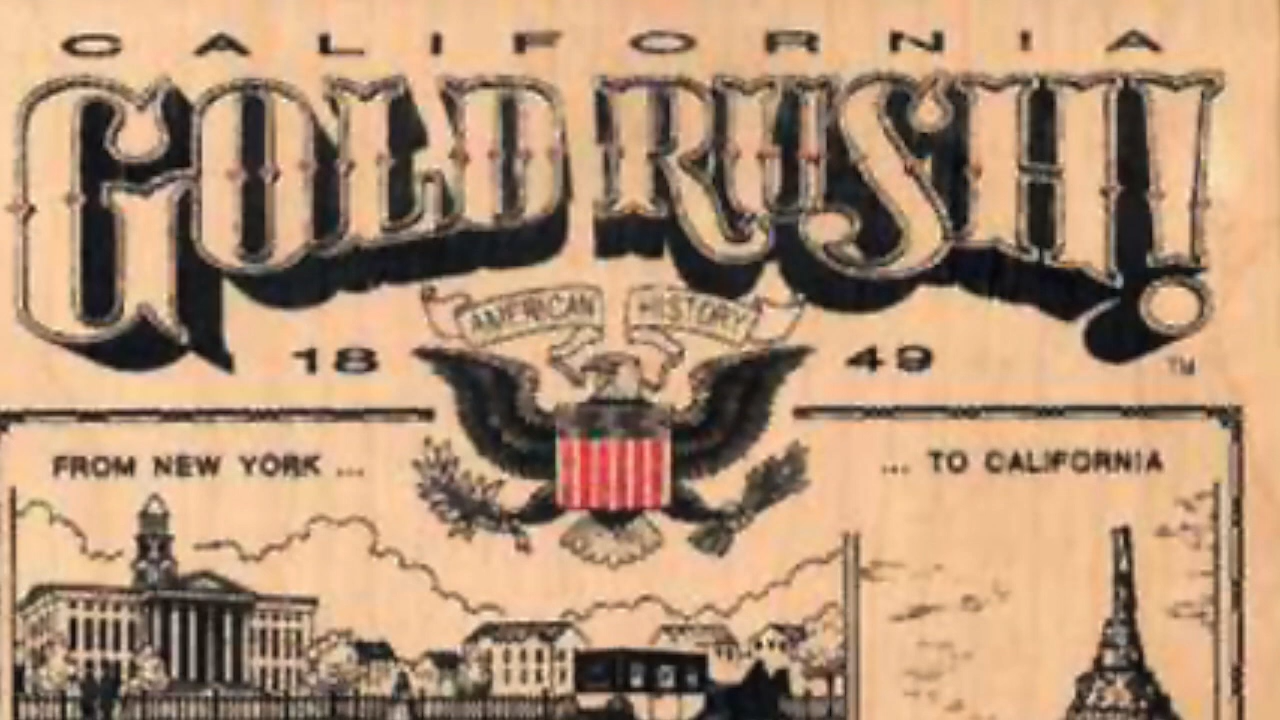 CALIFORNIA
GOLD RUSH!
AMERICAN HISTORY
18 49
TM
FROM NEW YORK ...
... TO CALIFORNIA